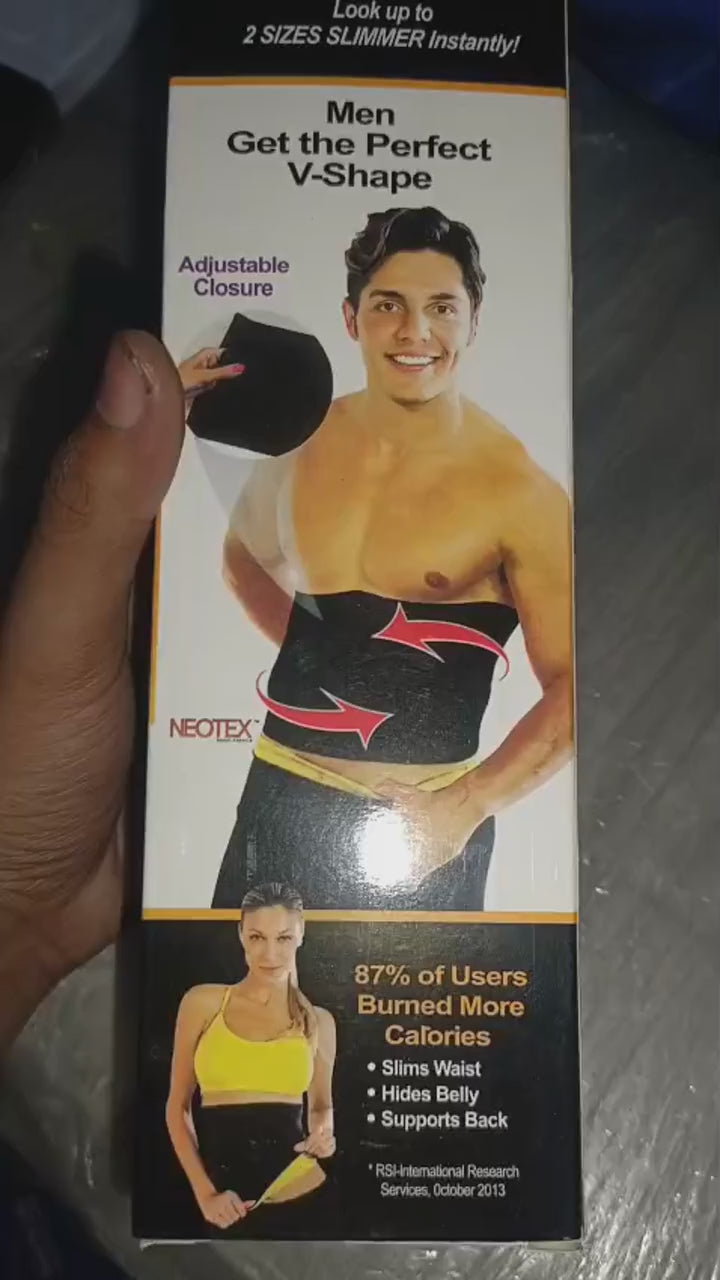 Look up to
2 SIZES SLIMMER Instantly!
Men
Get the Perfect
V-Shape
Adjustable
Closure
NEOTEX™
87% of Users
Burned More
Calories
• Slims Waist
• Hides Belly
• Supports Back
* RSI-International Research
Services, October 2013